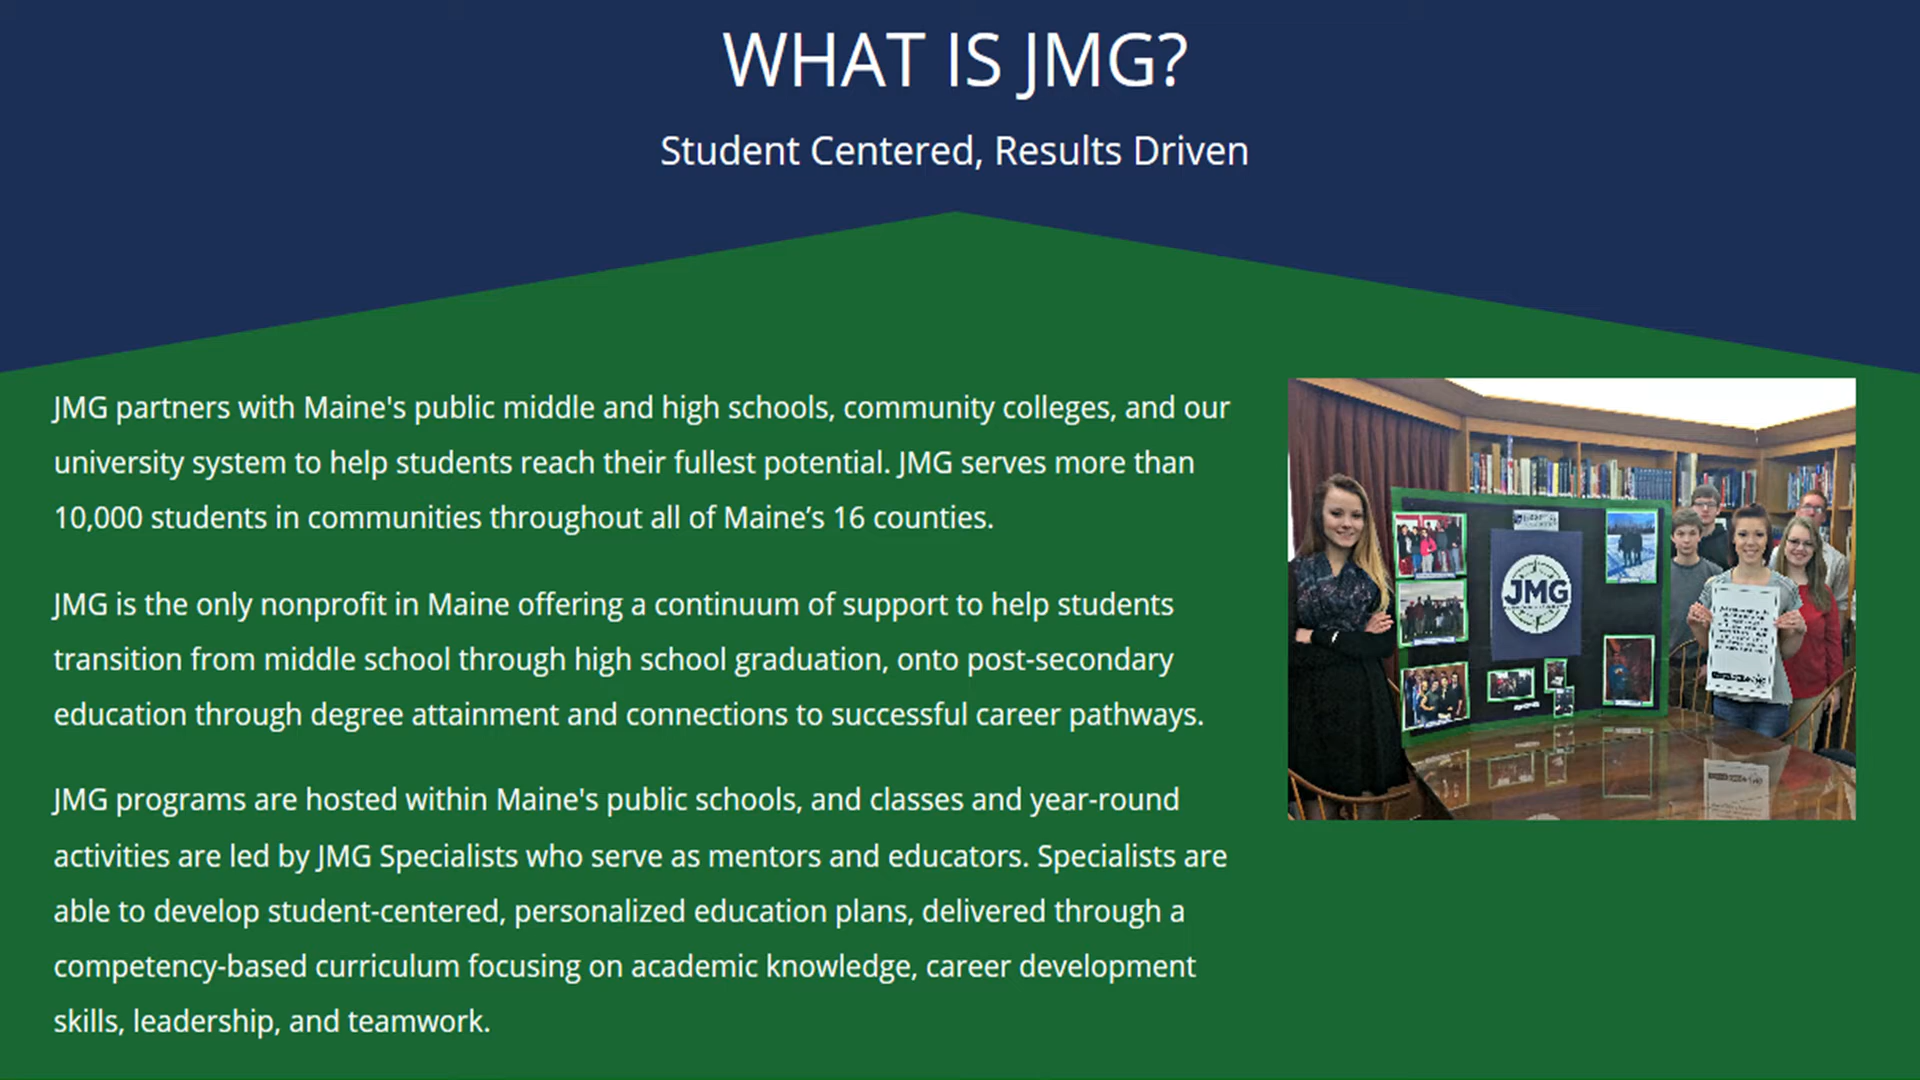 WHAT IS JMG?
Student Centered, Results Driven
JMG partners with Maine's public middle and high schools, community colleges, and our
university system to help students reach their fullest potential. JMG serves more than
10,000 students in communities throughout all of Maine’s 16 counties.
JMG is the only nonprofit in Maine offering a continuum of support to help students
transition from middle school through high school graduation, onto post-secondary
education through degree attainment and connections to successful career pathways.
JMG programs are hosted within Maine's public schools, and classes and year-round
activities are led by JMG Specialists who serve as mentors and educators. Specialists are
able to develop student-centered, personalized education plans, delivered through a
competency-based curriculum focusing on academic knowledge, career development
skills, leadership, and teamwork.
JMG